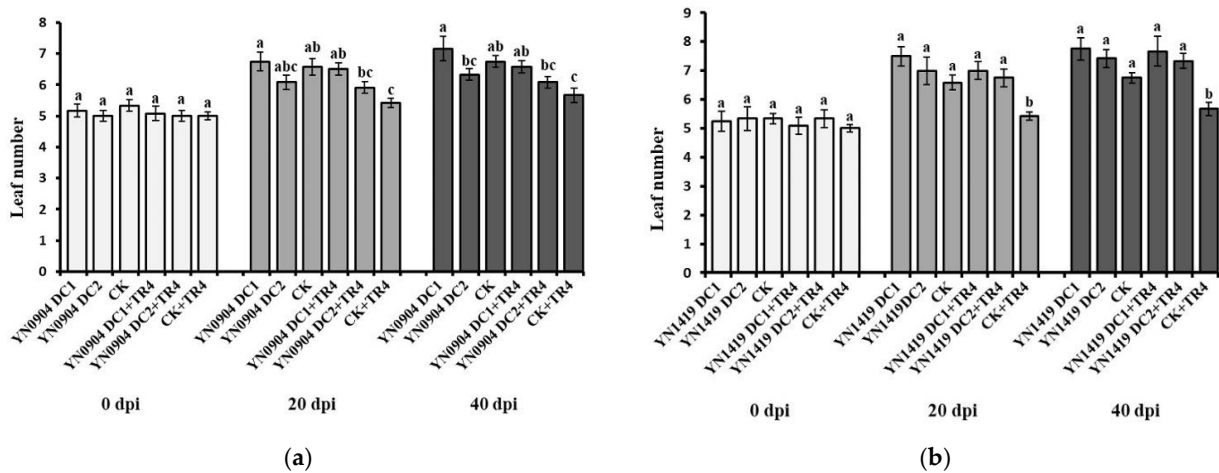 8
7
6
5
4
3
2
1
0
Leaf number
a
a
a
a
a
a
a
abc
ab
ab
bc
c
a
bc
ab
ab
bc
c
YN0904 DC1
YN0904 DC2
CK
YN0904 DC1+TR4
YN0904 DC2+TR4
CK+TR4
YN0904 DC1
YN0904 DC2
CK
YN0904 DC1+TR4
YN0904 DC2+TR4
CK+TR4
YN0904 DC1
YN0904 DC2
CK
YN0904 DC1+TR4
YN0904 DC2+TR4
CK+TR4
0 dpi
20 dpi
40 dpi
(a)
9
8
7
6
5
4
3
2
1
0
Leaf number
a
a
a
a
a
a
a
a
a
a
a
b
a
a
a
a
a
b
YN1419 DC1
YN1419 DC2
CK
YN1419 DC1+TR4
YN1419 DC2+TR4
CK+TR4
YN1419 DC1
YN1419DC2
CK
YN1419 DC1+TR4
YN1419 DC2+TR4
CK+TR4
YN1419 DC1
YN1419 DC2
CK
YN1419 DC1+TR4
YN1419 DC2+TR4
CK+TR4
0 dpi
20 dpi
40 dpi
(b)